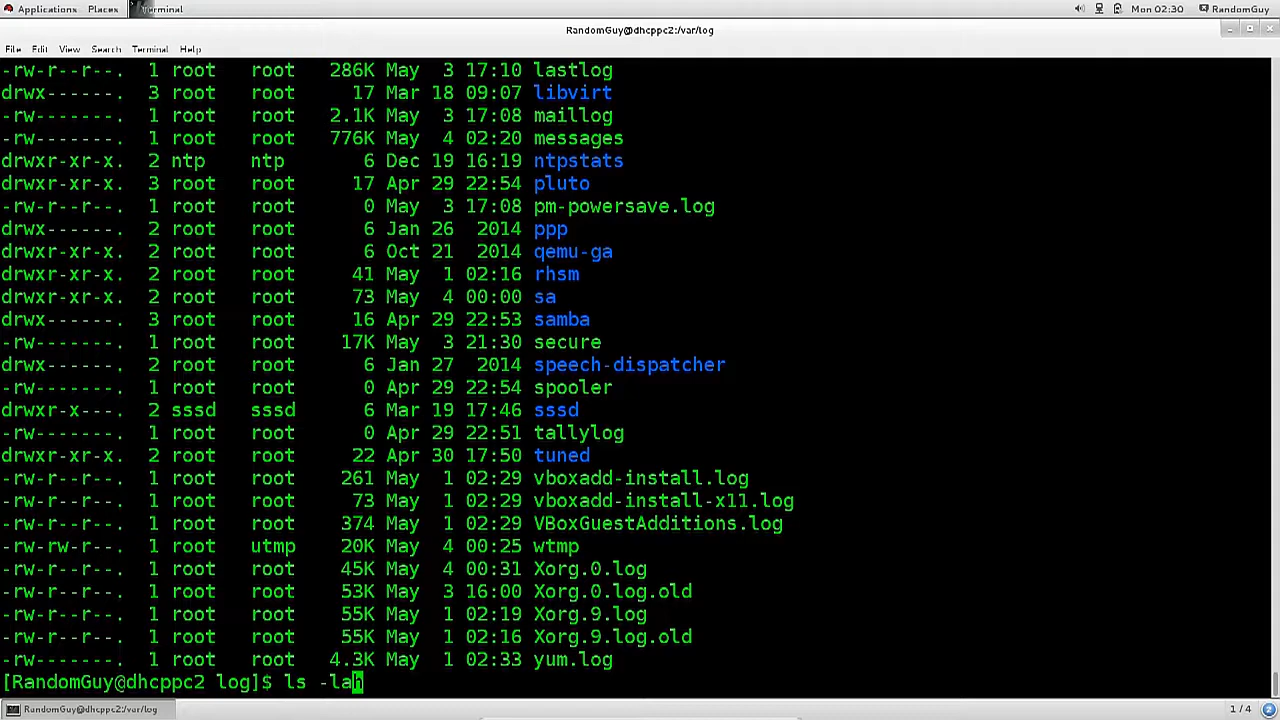 Applications Places Terminal Mon 02:30 RandomGuy
RandomGuy@dhcppc2:/var/log
File Edit View Search Terminal Help
-rw-r--r--. 1 root root 286K May 3 17:10 lastlog
drwx------. 3 root root 17 Mar 18 09:07 libvirt
-rw-------. 1 root root 2.1K May 3 17:08 maillog
-rw-------. 1 root root 776K May 4 02:20 messages
drwxr-xr-x. 2 ntp ntp 6 Dec 19 16:19 ntpstats
drwxr-xr-x. 3 root root 17 Apr 29 22:54 pluto
-rw-r--r--. 1 root root 0 May 3 17:08 pm-powersave.log
drwx------. 2 root root 6 Jan 26 2014 ppp
drwxr-xr-x. 2 root root 6 Oct 21 2014 qemu-ga
drwxr-xr-x. 2 root root 41 May 1 02:16 rhsm
drwxr-xr-x. 2 root root 73 May 4 00:00 sa
drwx------. 3 root root 16 Apr 29 22:53 samba
-rw-------. 1 root root 17K May 3 21:30 secure
drwx------. 2 root root 6 Jan 27 2014 speech-dispatcher
-rw-------. 1 root root 0 Apr 29 22:54 spooler
drwxr-x---. 2 sssd sssd 6 Mar 19 17:46 sssd
-rw-------. 1 root root 0 Apr 29 22:51 tallylog
drwxr-xr-x. 2 root root 22 Apr 30 17:50 tuned
-rw-r--r--. 1 root root 261 May 1 02:29 vboxadd-install.log
-rw-r--r--. 1 root root 73 May 1 02:29 vboxadd-install-x11.log
-rw-r--r--. 1 root root 374 May 1 02:29 VBoxGuestAdditions.log
-rw-rw-r--. 1 root utmp 20K May 4 00:25 wtmp
-rw-r--r--. 1 root root 45K May 4 00:31 Xorg.0.log
-rw-r--r--. 1 root root 53K May 3 16:00 Xorg.0.log.old
-rw-r--r--. 1 root root 55K May 1 02:19 Xorg.9.log
-rw-r--r--. 1 root root 55K May 1 02:16 Xorg.9.log.old
-rw-------. 1 root root 4.3K May 1 02:33 yum.log
[RandomGuy@dhcppc2 log]$ ls -lah
RandomGuy@dhcppc2:/var/log 1 / 4 2